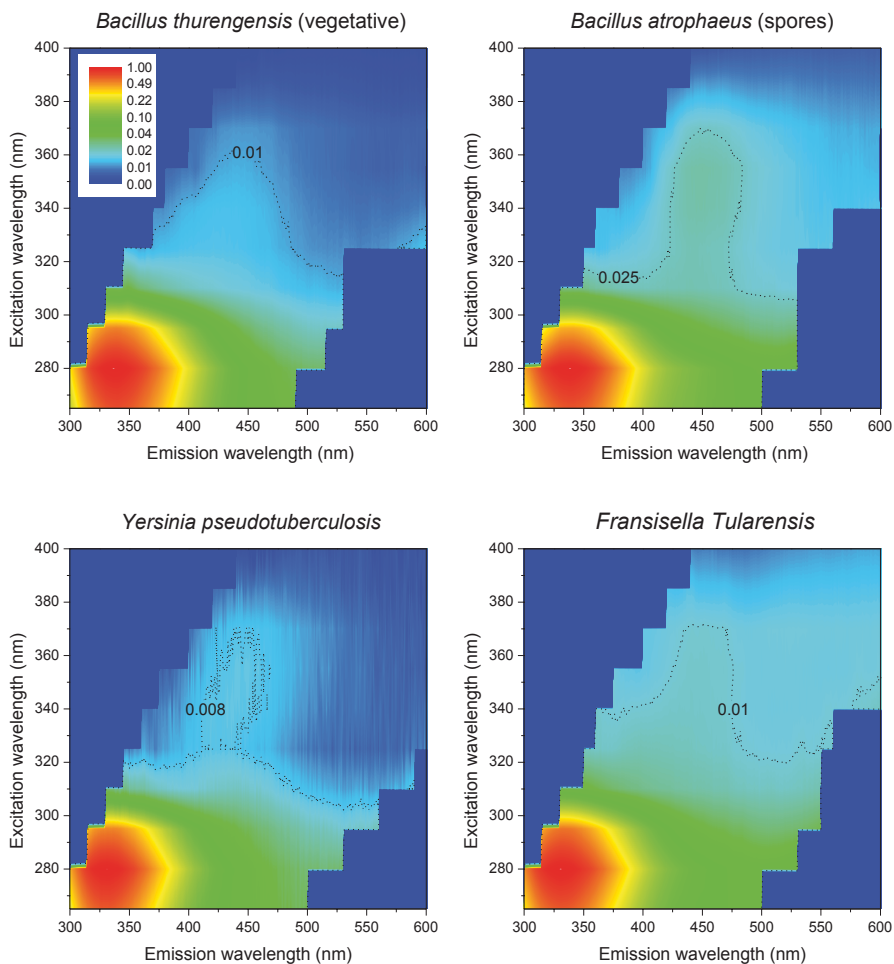 Bacillus thurengensis (vegetative)
400
380
360
340
320
300
280
Excitation wavelength (nm)
1.00
0.49
0.22
0.10
0.04
0.02
0.01
0.00
0.01
300 350 400 450 500 550 600
Emission wavelength (nm)
Bacillus atrophaeus (spores)
400
380
360
340
320
300
280
Excitation wavelength (nm)
0.025
300 350 400 450 500 550 600
Emission wavelength (nm)
Yersinia pseudotuberculosis
400
380
360
340
320
300
280
Excitation wavelength (nm)
0.008
300 350 400 450 500 550 600
Emission wavelength (nm)
Fransisella Tularensis
400
380
360
340
320
300
280
Excitation wavelength (nm)
0.01
300 350 400 450 500 550 600
Emission wavelength (nm)